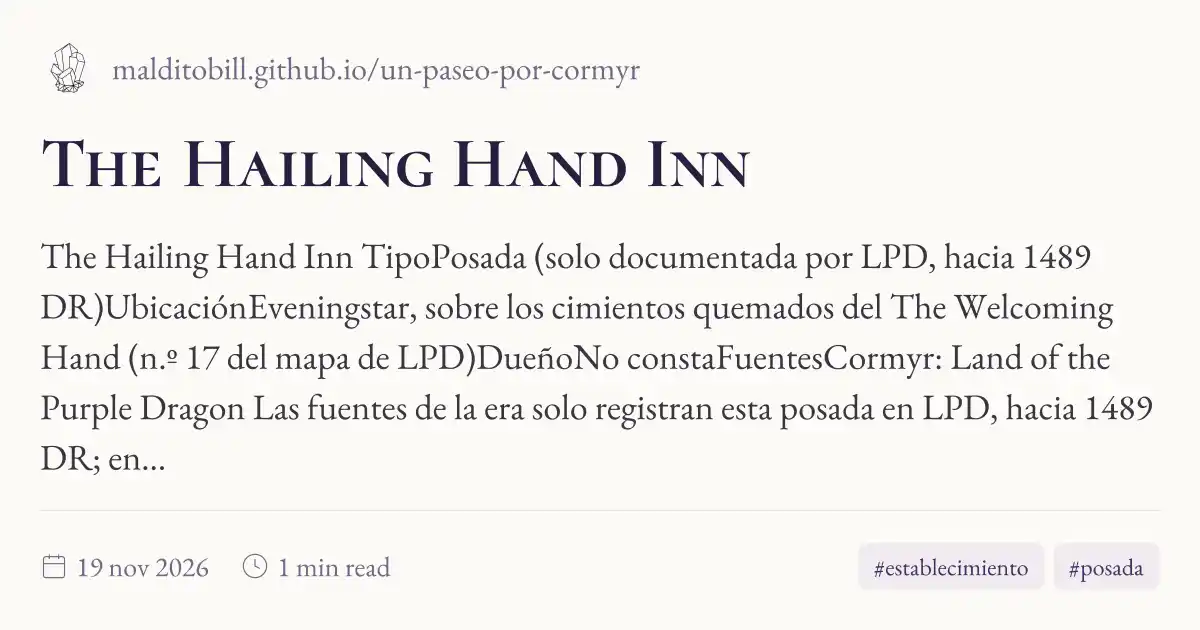 malditobill.github.io/un-paseo-por-cormyr
The Hailing Hand Inn
The Hailing Hand Inn TipoPosada (solo documentada por LPD, hacia 1489
DR)UbicaciónEveningstar, sobre los cimientos quemados del The Welcoming
Hand (n.º 17 del mapa de LPD)DueñoNo constaFuentesCormyr: Land of the
Purple Dragon Las fuentes de la era solo registran esta posada en LPD, hacia 1489
DR; en...
19 nov 2026 1 min read #establecimiento #posada